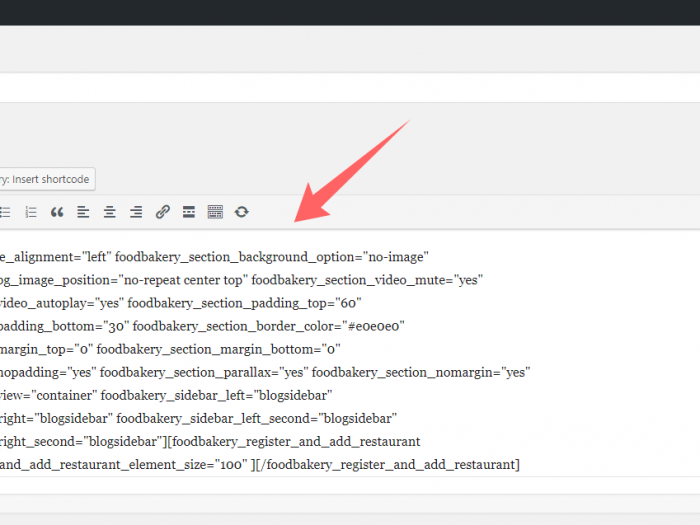 ry: Insert shortcode
e_alignment="left" foodbakery_section_background_option="no-image"
og_image_position="no-repeat center top" foodbakery_section_video_mute="yes"
video_autoplay="yes" foodbakery_section_padding_top="60"
padding_bottom="30" foodbakery_section_border_color="#e0e0e0"
margin_top="0" foodbakery_section_margin_bottom="0"
nopadding="yes" foodbakery_section_parallax="yes" foodbakery_section_nomargin="yes"
view="container" foodbakery_sidebar_left="blogsidebar"
right="blogsidebar" foodbakery_sidebar_left_second="blogsidebar"
right_second="blogsidebar"][foodbakery_register_and_add_restaurant
and_add_restaurant_element_size="100" ][/foodbakery_register_and_add_restaurant]